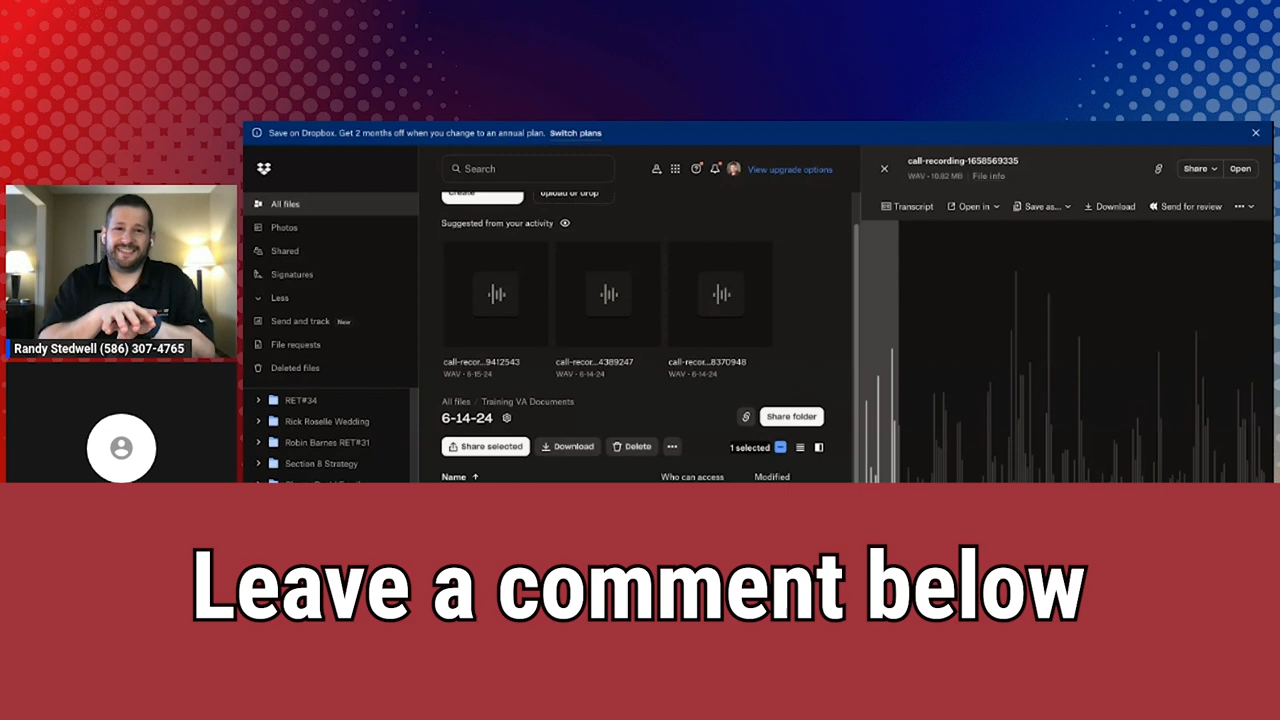 Save on Dropbox. Get 2 months off when you change to an annual plan. Switch plans
Search
View upgrade options
call-recording-1658569335
WAV • 10.82 MB File info
Share
Open
All files
Photos
Shared
Signatures
Less
Send and track New
File requests
Deleted files
RET#34
Rick Roselle Wedding
Robin Barnes RET#31
Section 8 Strategy
Create
upload or drop
Suggested from your activity
call-recor...9412543
WAV • 6-15-24
call-recor...4389247
WAV • 6-14-24
call-recor...8370948
WAV • 6-14-24
All files / Training VA Documents
6-14-24
Share folder
Share selected
Download
Delete
1 selected
Name
Who can access
Modified
Transcript
Open in
Save as...
Download
Send for review
Randy Stedwell (586) 307-4765
Leave a comment below